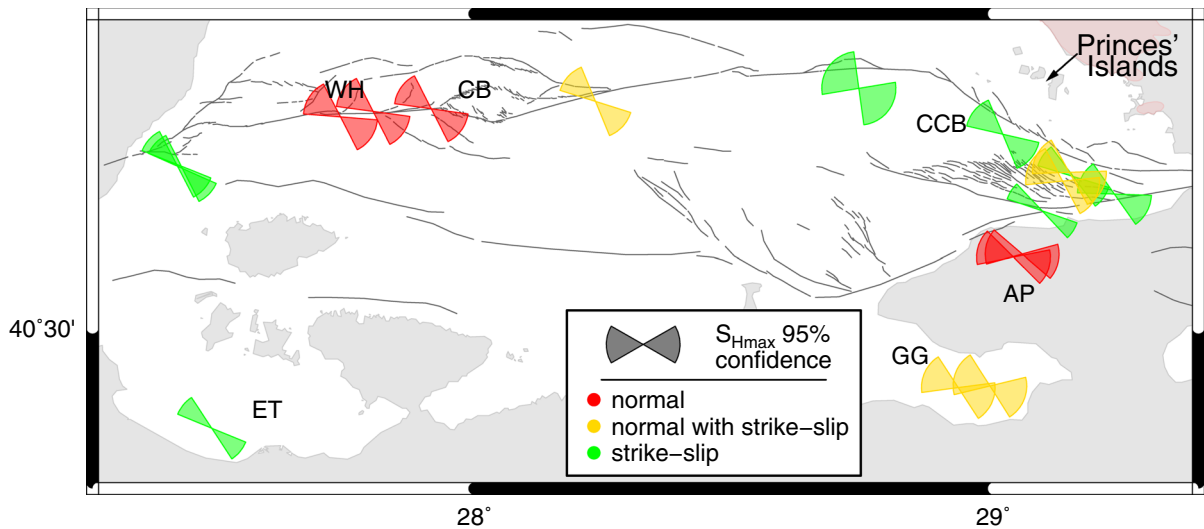 Princes’
Islands
WH
CB
CCB
AP
40˚30'
GG
ET
SHmax 95%
confidence
normal
normal with strike−slip
strike−slip
28˚
29˚